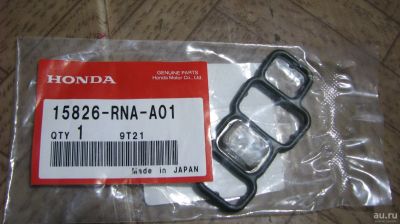 HONDA
GENUINE PARTS
Honda Motor Co., Ltd.
15826-RNA-A01
QTY 1 9T21
Made in JAPAN
au.ru